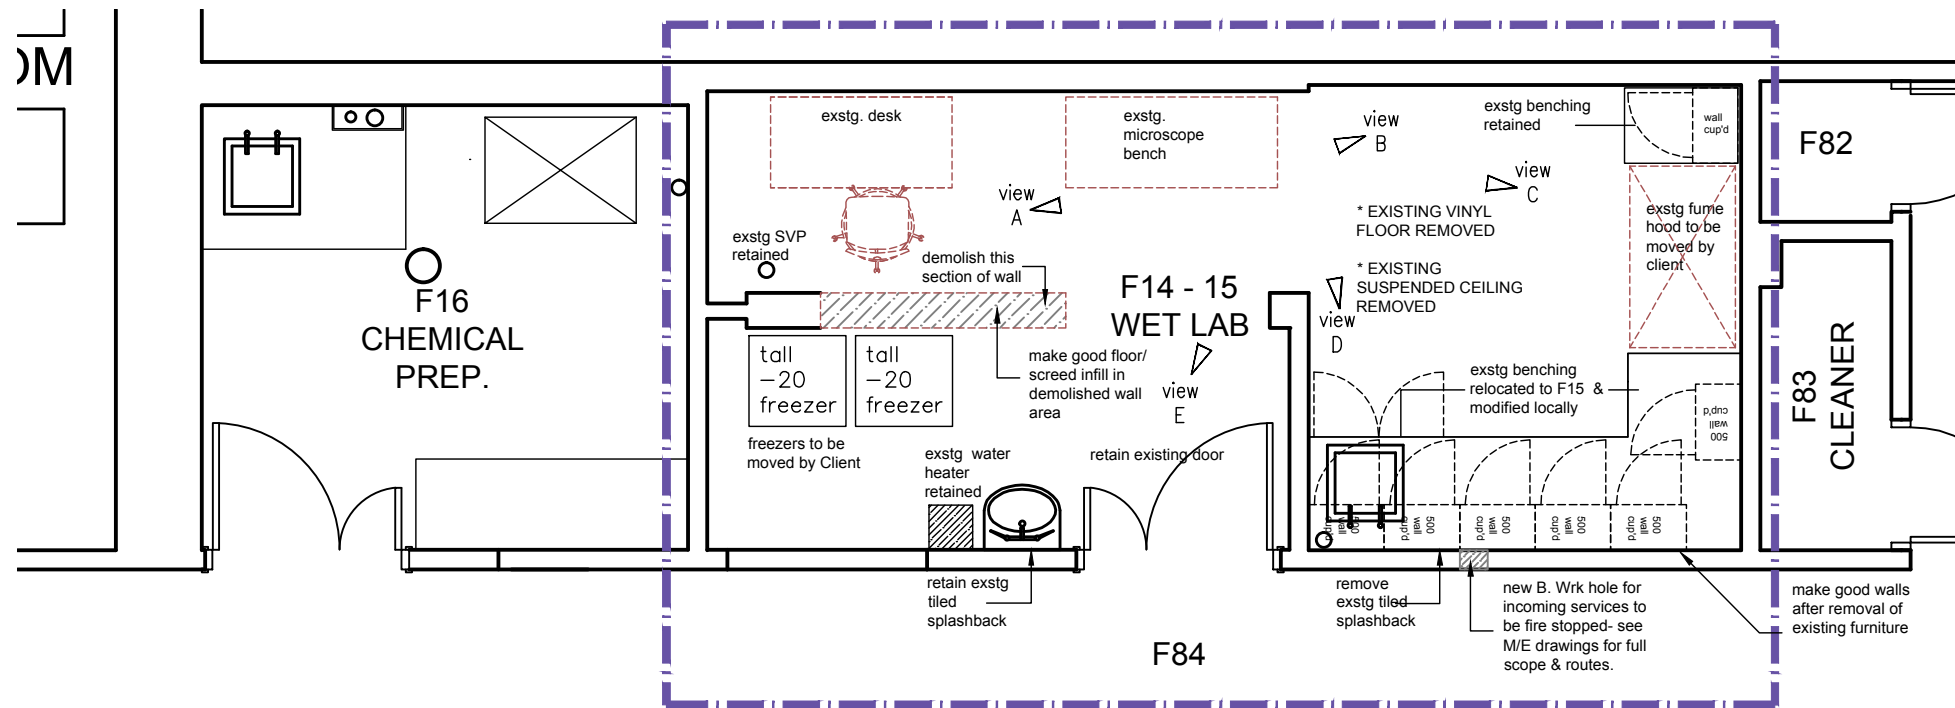 OM
F16
CHEMICAL
PREP.
exstg. desk
exstg.
microscope
bench
view
A
view
B
view
C
exstg benching
retained
wall
cup'd
F82
* EXISTING VINYL
FLOOR REMOVED
* EXISTING
SUSPENDED CEILING
REMOVED
exstg fume
hood to be
moved by
client
exstg SVP
retained
demolish this
section of wall
F14 - 15
WET LAB
view
D
view
E
tall
-20
freezer
tall
-20
freezer
make good floor/
screed infill in
demolished wall
area
freezers to be
moved by Client
exstg water
heater
retained
retain existing door
exstg benching
relocated to F15 &
modified locally
500
wall
cup'd
F83
CLEANER
500
wall
cup'd
500
wall
cup'd
500
wall
cup'd
500
wall
cup'd
500
wall
cup'd
retain exstg
tiled
splashback
remove
exstg tiled
splashback
new B. Wrk hole for
incoming services to
be fire stopped- see
M/E drawings for full
scope & routes.
make good walls
after removal of
existing furniture
F84